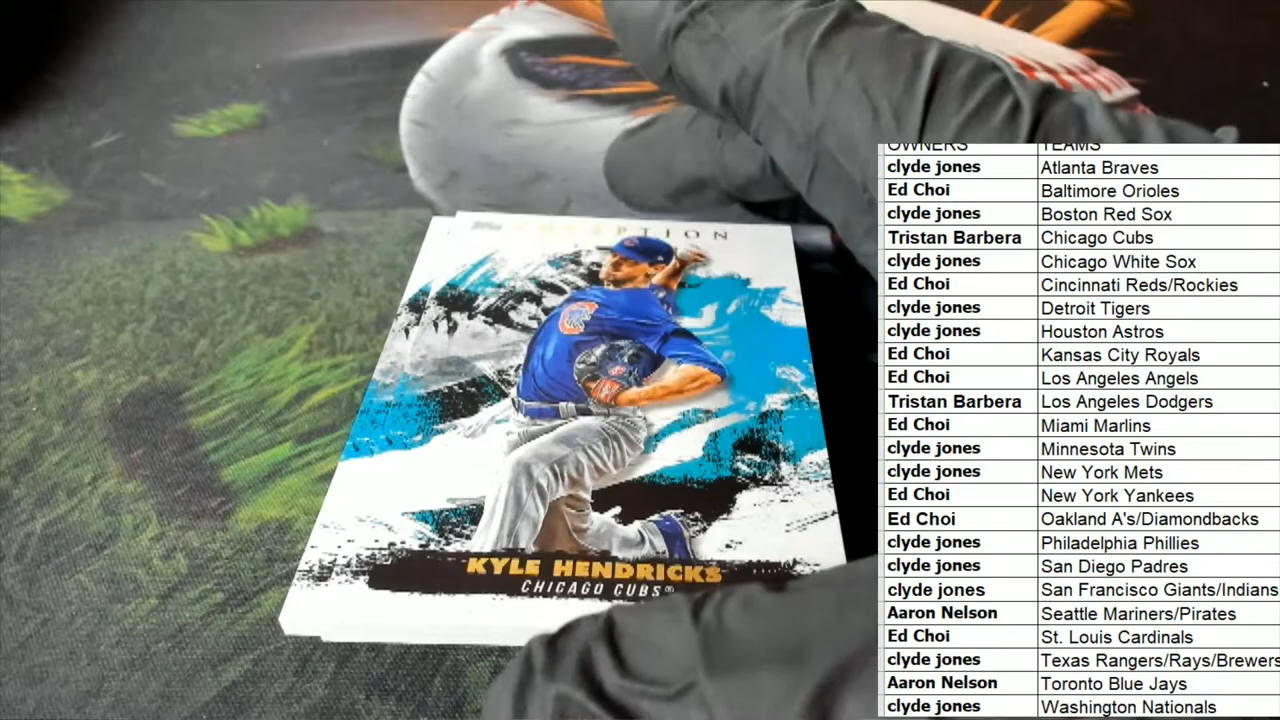 INCEPTION
KYLE HENDRICKS
CHICAGO CUBS®
OWNERS TEAMS
clyde jones Atlanta Braves
Ed Choi Baltimore Orioles
clyde jones Boston Red Sox
Tristan Barbera Chicago Cubs
clyde jones Chicago White Sox
Ed Choi Cincinnati Reds/Rockies
clyde jones Detroit Tigers
clyde jones Houston Astros
Ed Choi Kansas City Royals
Ed Choi Los Angeles Angels
Tristan Barbera Los Angeles Dodgers
Ed Choi Miami Marlins
clyde jones Minnesota Twins
clyde jones New York Mets
Ed Choi New York Yankees
Ed Choi Oakland A's/Diamondbacks
clyde jones Philadelphia Phillies
clyde jones San Diego Padres
clyde jones San Francisco Giants/Indians
Aaron Nelson Seattle Mariners/Pirates
Ed Choi St. Louis Cardinals
clyde jones Texas Rangers/Rays/Brewers
Aaron Nelson Toronto Blue Jays
clyde jones Washington Nationals